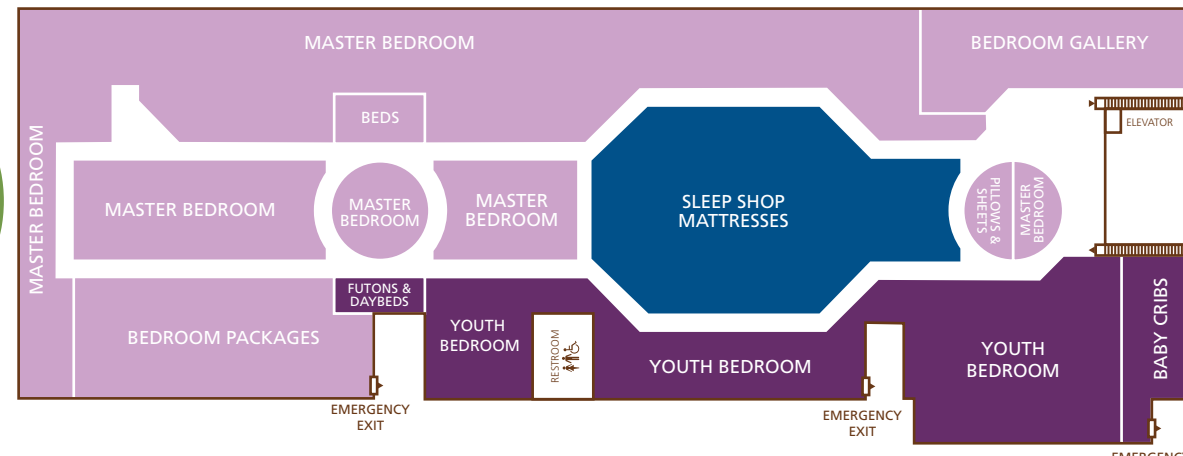 MASTER BEDROOM
BEDROOM GALLERY
BEDS
ELEVATOR
MASTER BEDROOM
MASTER BEDROOM
MASTER
BEDROOM
MASTER
BEDROOM
SLEEP SHOP
MATTRESSES
PILLOWS &
SHEETS
MASTER
BEDROOM
FUTONS &
DAYBEDS
BEDROOM PACKAGES
YOUTH
BEDROOM
RESTROOM
YOUTH BEDROOM
YOUTH
BEDROOM
BABY CRIBS
EMERGENCY
EXIT
EMERGENCY
EXIT
EMERGENCY